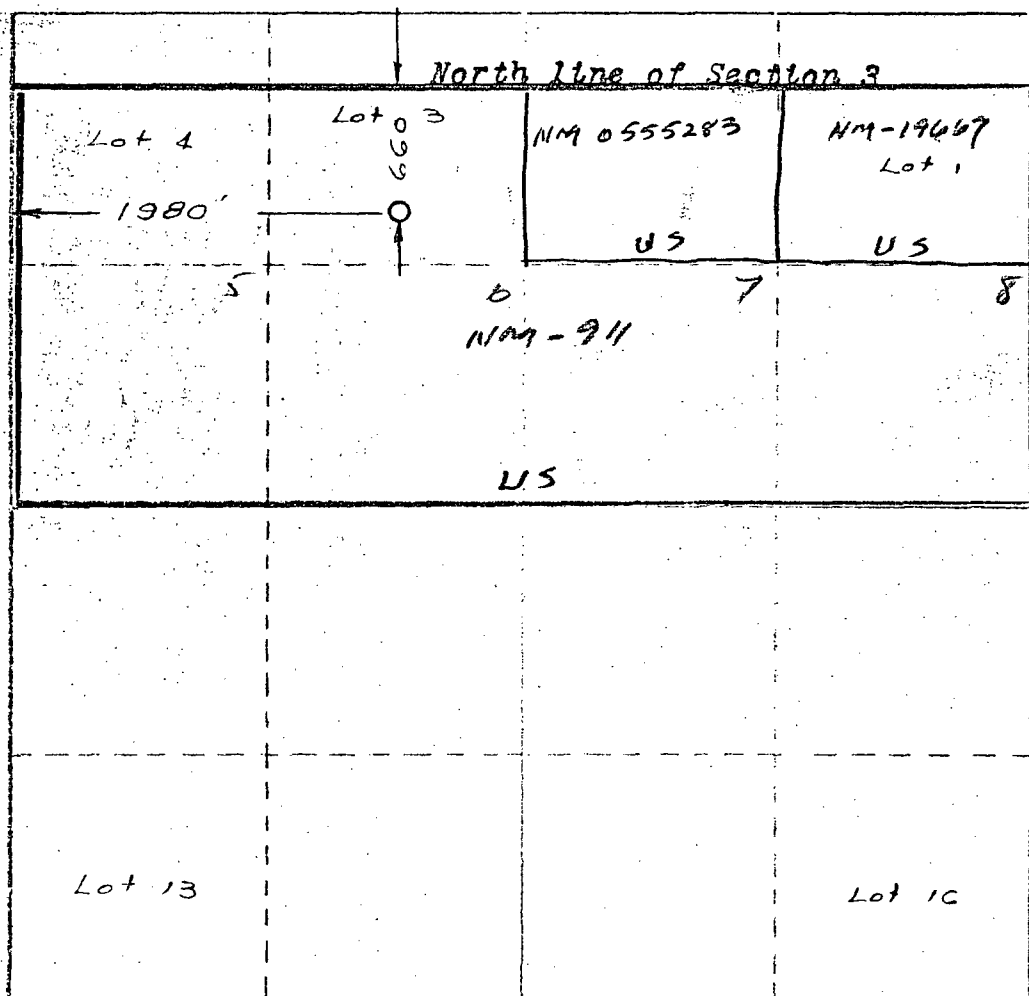 North line of Section 3
Lot 4
Lot 3
NM 0555283
NM-19667
Lot 1
660
1980'
US
US
5
6
7
8
NM-911
US
Lot 13
Lot 16